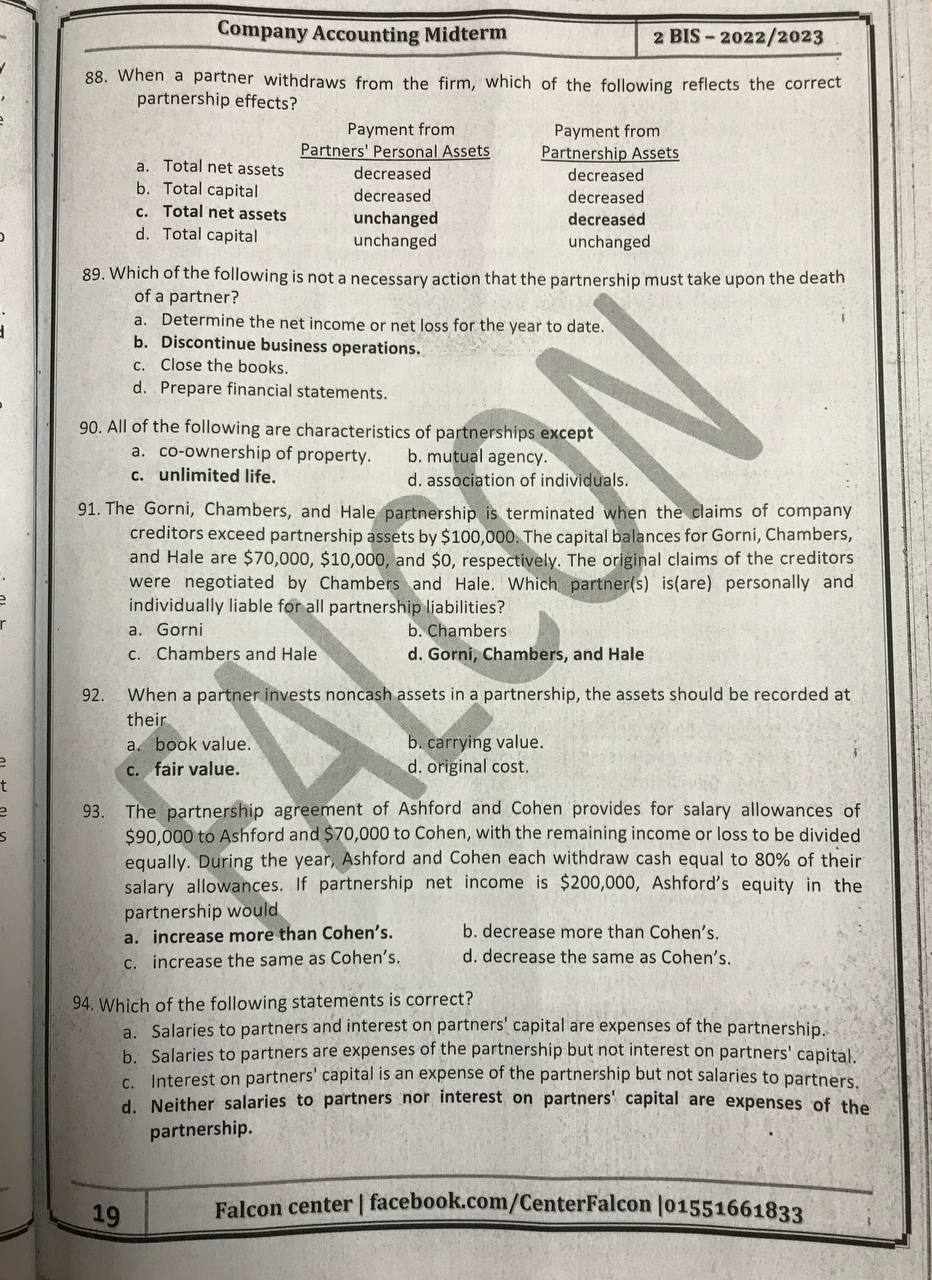 Company Accounting Midterm
2 BIS – 2022/2023
88. When a partner withdraws from the firm, which of the following reflects the correct
partnership effects?
Payment from Payment from
Partners' Personal Assets Partnership Assets
a. Total net assets decreased decreased
b. Total capital decreased decreased
c. Total net assets unchanged decreased
d. Total capital unchanged unchanged
89. Which of the following is not a necessary action that the partnership must take upon the death
of a partner?
a. Determine the net income or net loss for the year to date.
b. Discontinue business operations.
c. Close the books.
d. Prepare financial statements.
90. All of the following are characteristics of partnerships except
a. co-ownership of property. b. mutual agency.
c. unlimited life. d. association of individuals.
91. The Gorni, Chambers, and Hale partnership is terminated when the claims of company
creditors exceed partnership assets by $100,000. The capital balances for Gorni, Chambers,
and Hale are $70,000, $10,000, and $0, respectively. The original claims of the creditors
were negotiated by Chambers and Hale. Which partner(s) is(are) personally and
individually liable for all partnership liabilities?
a. Gorni b. Chambers
c. Chambers and Hale d. Gorni, Chambers, and Hale
92. When a partner invests noncash assets in a partnership, the assets should be recorded at
their
a. book value. b. carrying value.
c. fair value. d. original cost.
93. The partnership agreement of Ashford and Cohen provides for salary allowances of
$90,000 to Ashford and $70,000 to Cohen, with the remaining income or loss to be divided
equally. During the year, Ashford and Cohen each withdraw cash equal to 80% of their
salary allowances. If partnership net income is $200,000, Ashford's equity in the
partnership would
a. increase more than Cohen's. b. decrease more than Cohen's.
c. increase the same as Cohen's. d. decrease the same as Cohen's.
94. Which of the following statements is correct?
a. Salaries to partners and interest on partners' capital are expenses of the partnership.
b. Salaries to partners are expenses of the partnership but not interest on partners' capital.
c. Interest on partners' capital is an expense of the partnership but not salaries to partners.
d. Neither salaries to partners nor interest on partners' capital are expenses of the
partnership.
FALCON
19
Falcon center | facebook.com/CenterFalcon |01551661833